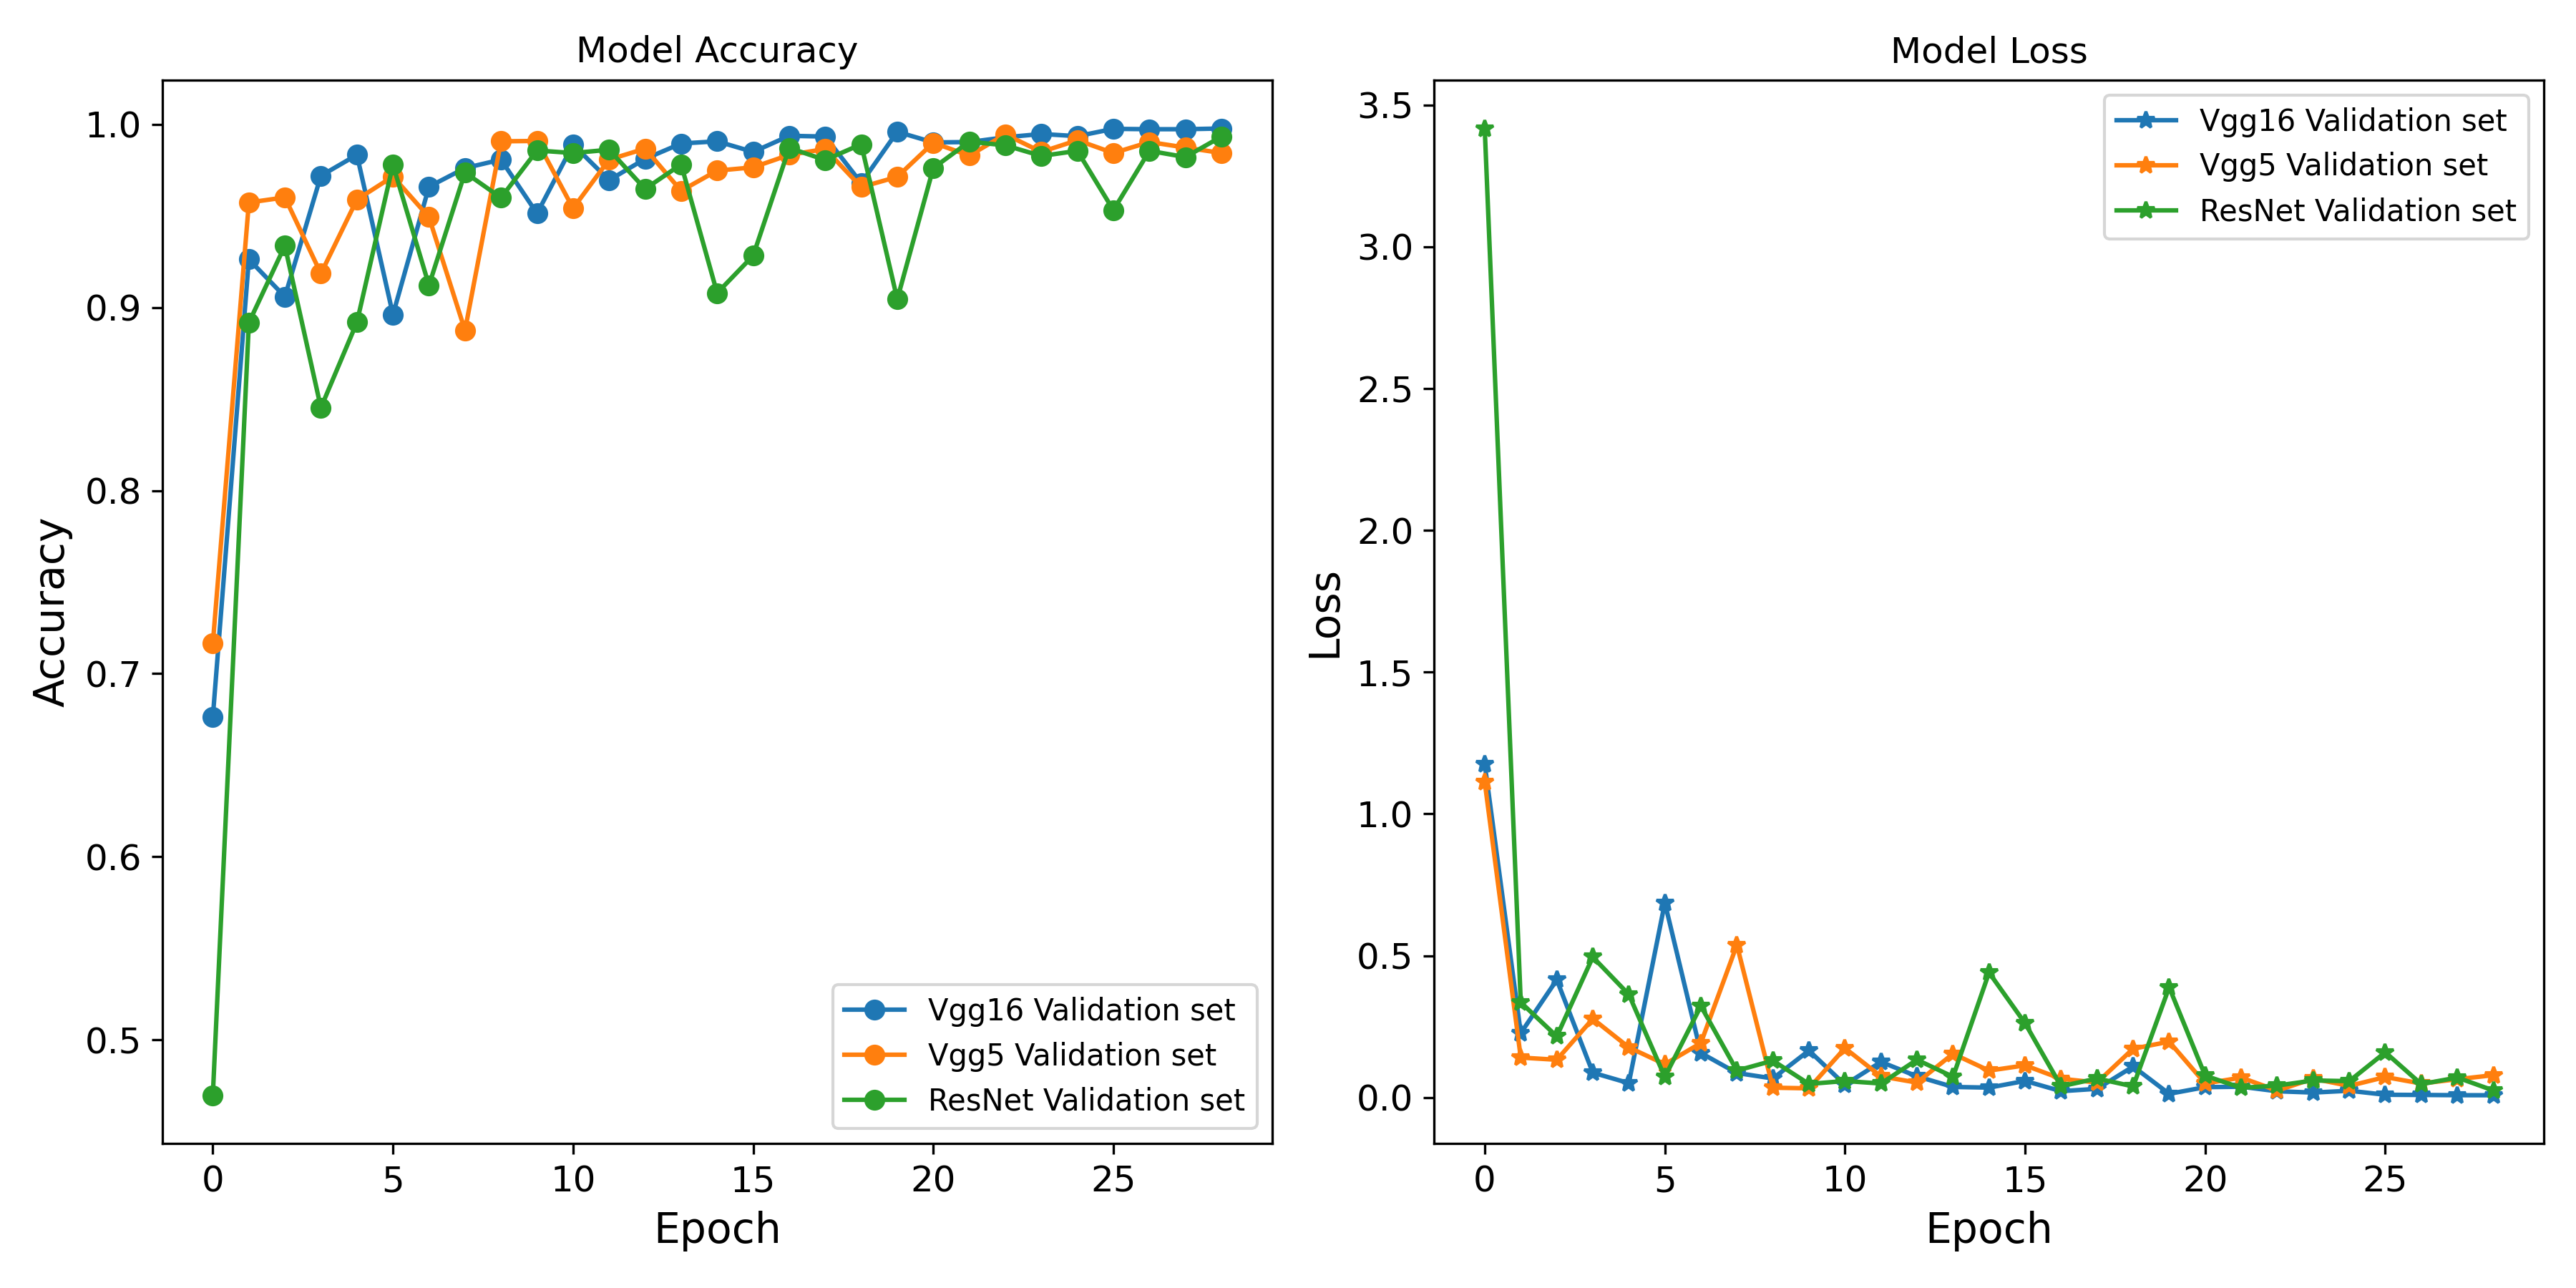 Model Accuracy
1.0
0.9
0.8
0.7
0.6
0.5
Accuracy
0 5 10 15 20 25
Epoch
Vgg16 Validation set
Vgg5 Validation set
ResNet Validation set
Model Loss
3.5
3.0
2.5
2.0
1.5
1.0
0.5
0.0
Loss
0 5 10 15 20 25
Epoch
Vgg16 Validation set
Vgg5 Validation set
ResNet Validation set